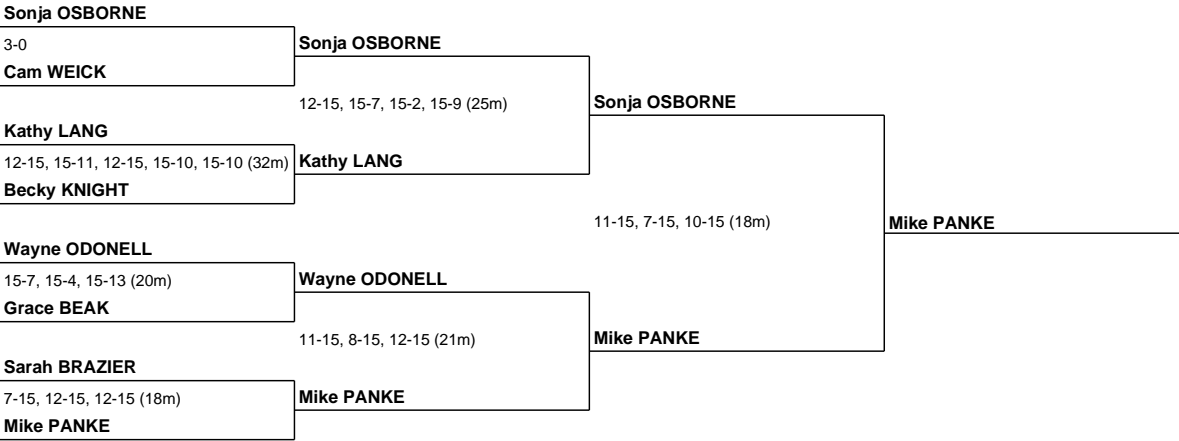 Sonja OSBORNE
3-0
Cam WEICK
Kathy LANG
12-15, 15-11, 12-15, 15-10, 15-10 (32m)
Becky KNIGHT
Wayne ODONELL
15-7, 15-4, 15-13 (20m)
Grace BEAK
Sarah BRAZIER
7-15, 12-15, 12-15 (18m)
Mike PANKE
Sonja OSBORNE
12-15, 15-7, 15-2, 15-9 (25m)
Kathy LANG
Wayne ODONELL
11-15, 8-15, 12-15 (21m)
Mike PANKE
Sonja OSBORNE
11-15, 7-15, 10-15 (18m)
Mike PANKE
Mike PANKE